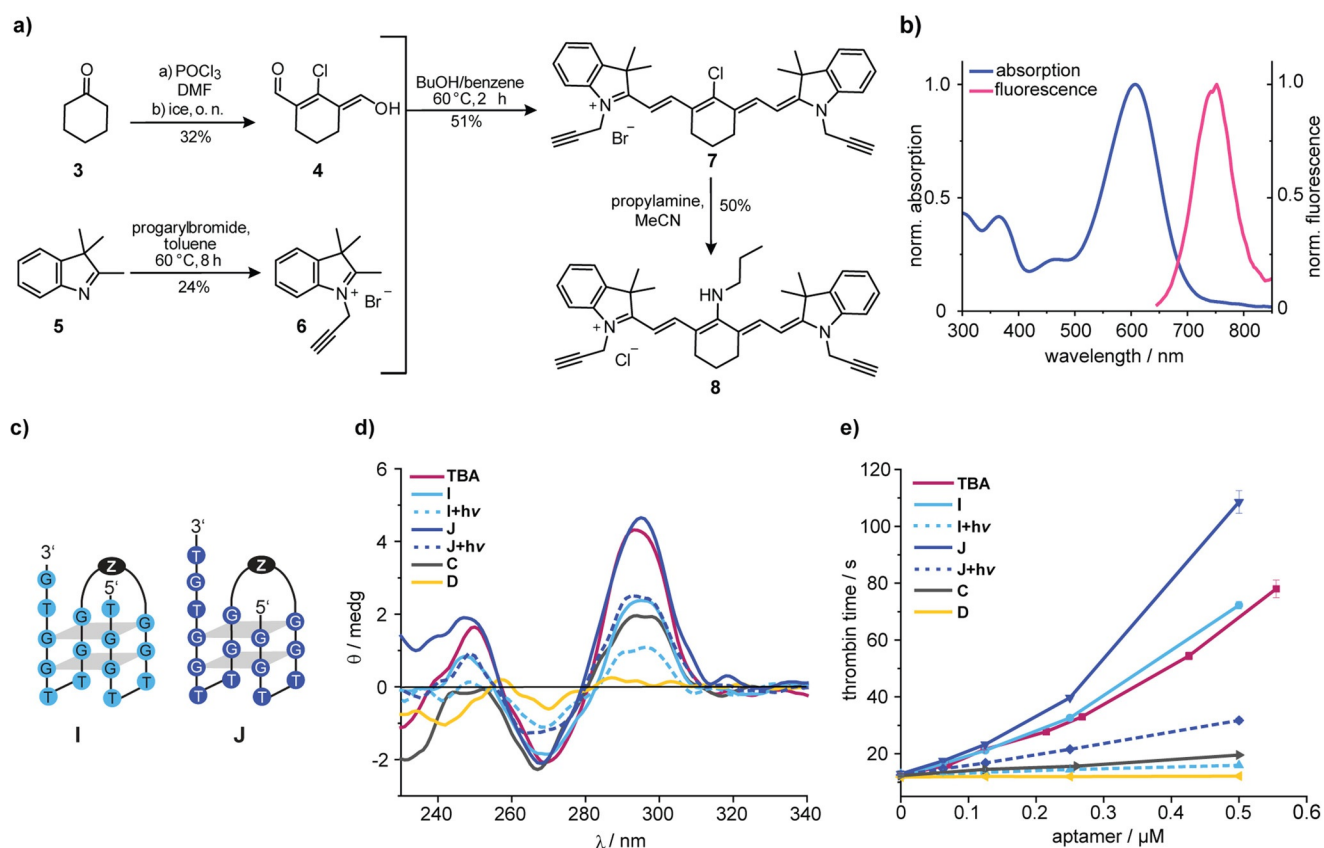 a)
O
3
a) POCl3
DMF
b) ice, o. n.
32%
O
Cl
OH
4
5
N
progarylbromide,
toluene
60 °C, 8 h
24%
N
+
Br−
6
BuOH/benzene
60 °C, 2 h
51%
Cl
N
+
Br−
N
7
propylamine,
MeCN
50%
HN
N
+
Cl−
N
8
b)
absorption
fluorescence
norm. absorption
1.0
0.5
0
300 400 500 600 700 800
wavelength / nm
1.0
0.5
0
norm. fluorescence
c)
3‘
G
T
G
G
T
Z
5‘
G
G
T
T
G
G
T
G
G
T
I
3‘
T
G
T
G
G
T
Z
G
G
T
5‘
G
G
T
G
G
T
J
d)
TBA
I
I+hν
J
J+hν
C
D
θ / medg
6
4
2
0
-2
240 260 280 300 320 340
λ / nm
e)
TBA
I
I+hν
J
J+hν
C
D
thrombin time / s
120
100
80
60
40
20
0 0.1 0.2 0.3 0.4 0.5 0.6
aptamer / µM